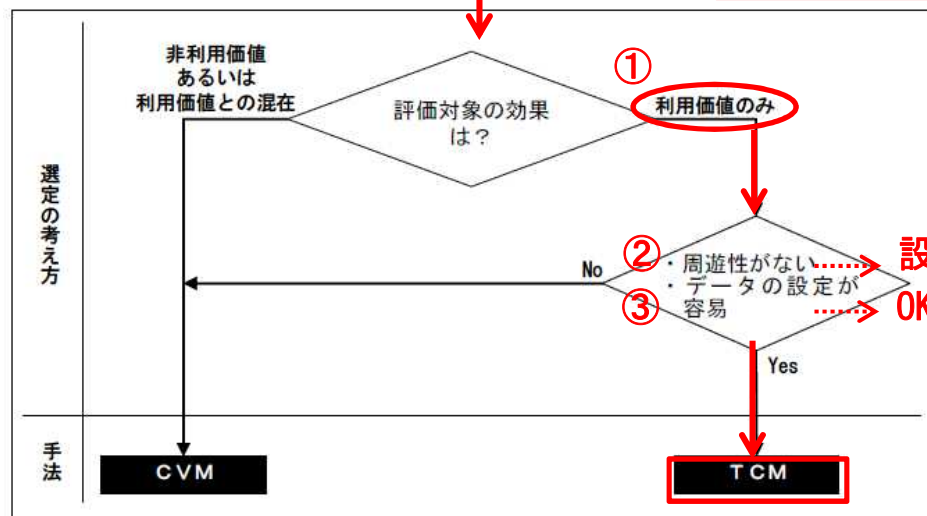 非利用価値
あるいは
利用価値との混在
①
評価対象の効果
は？
利用価値のみ
選定の考え方
②
・周遊性がない
設
・データの設定が
③
容易
OK
No
Yes
手法
CVM
TCM